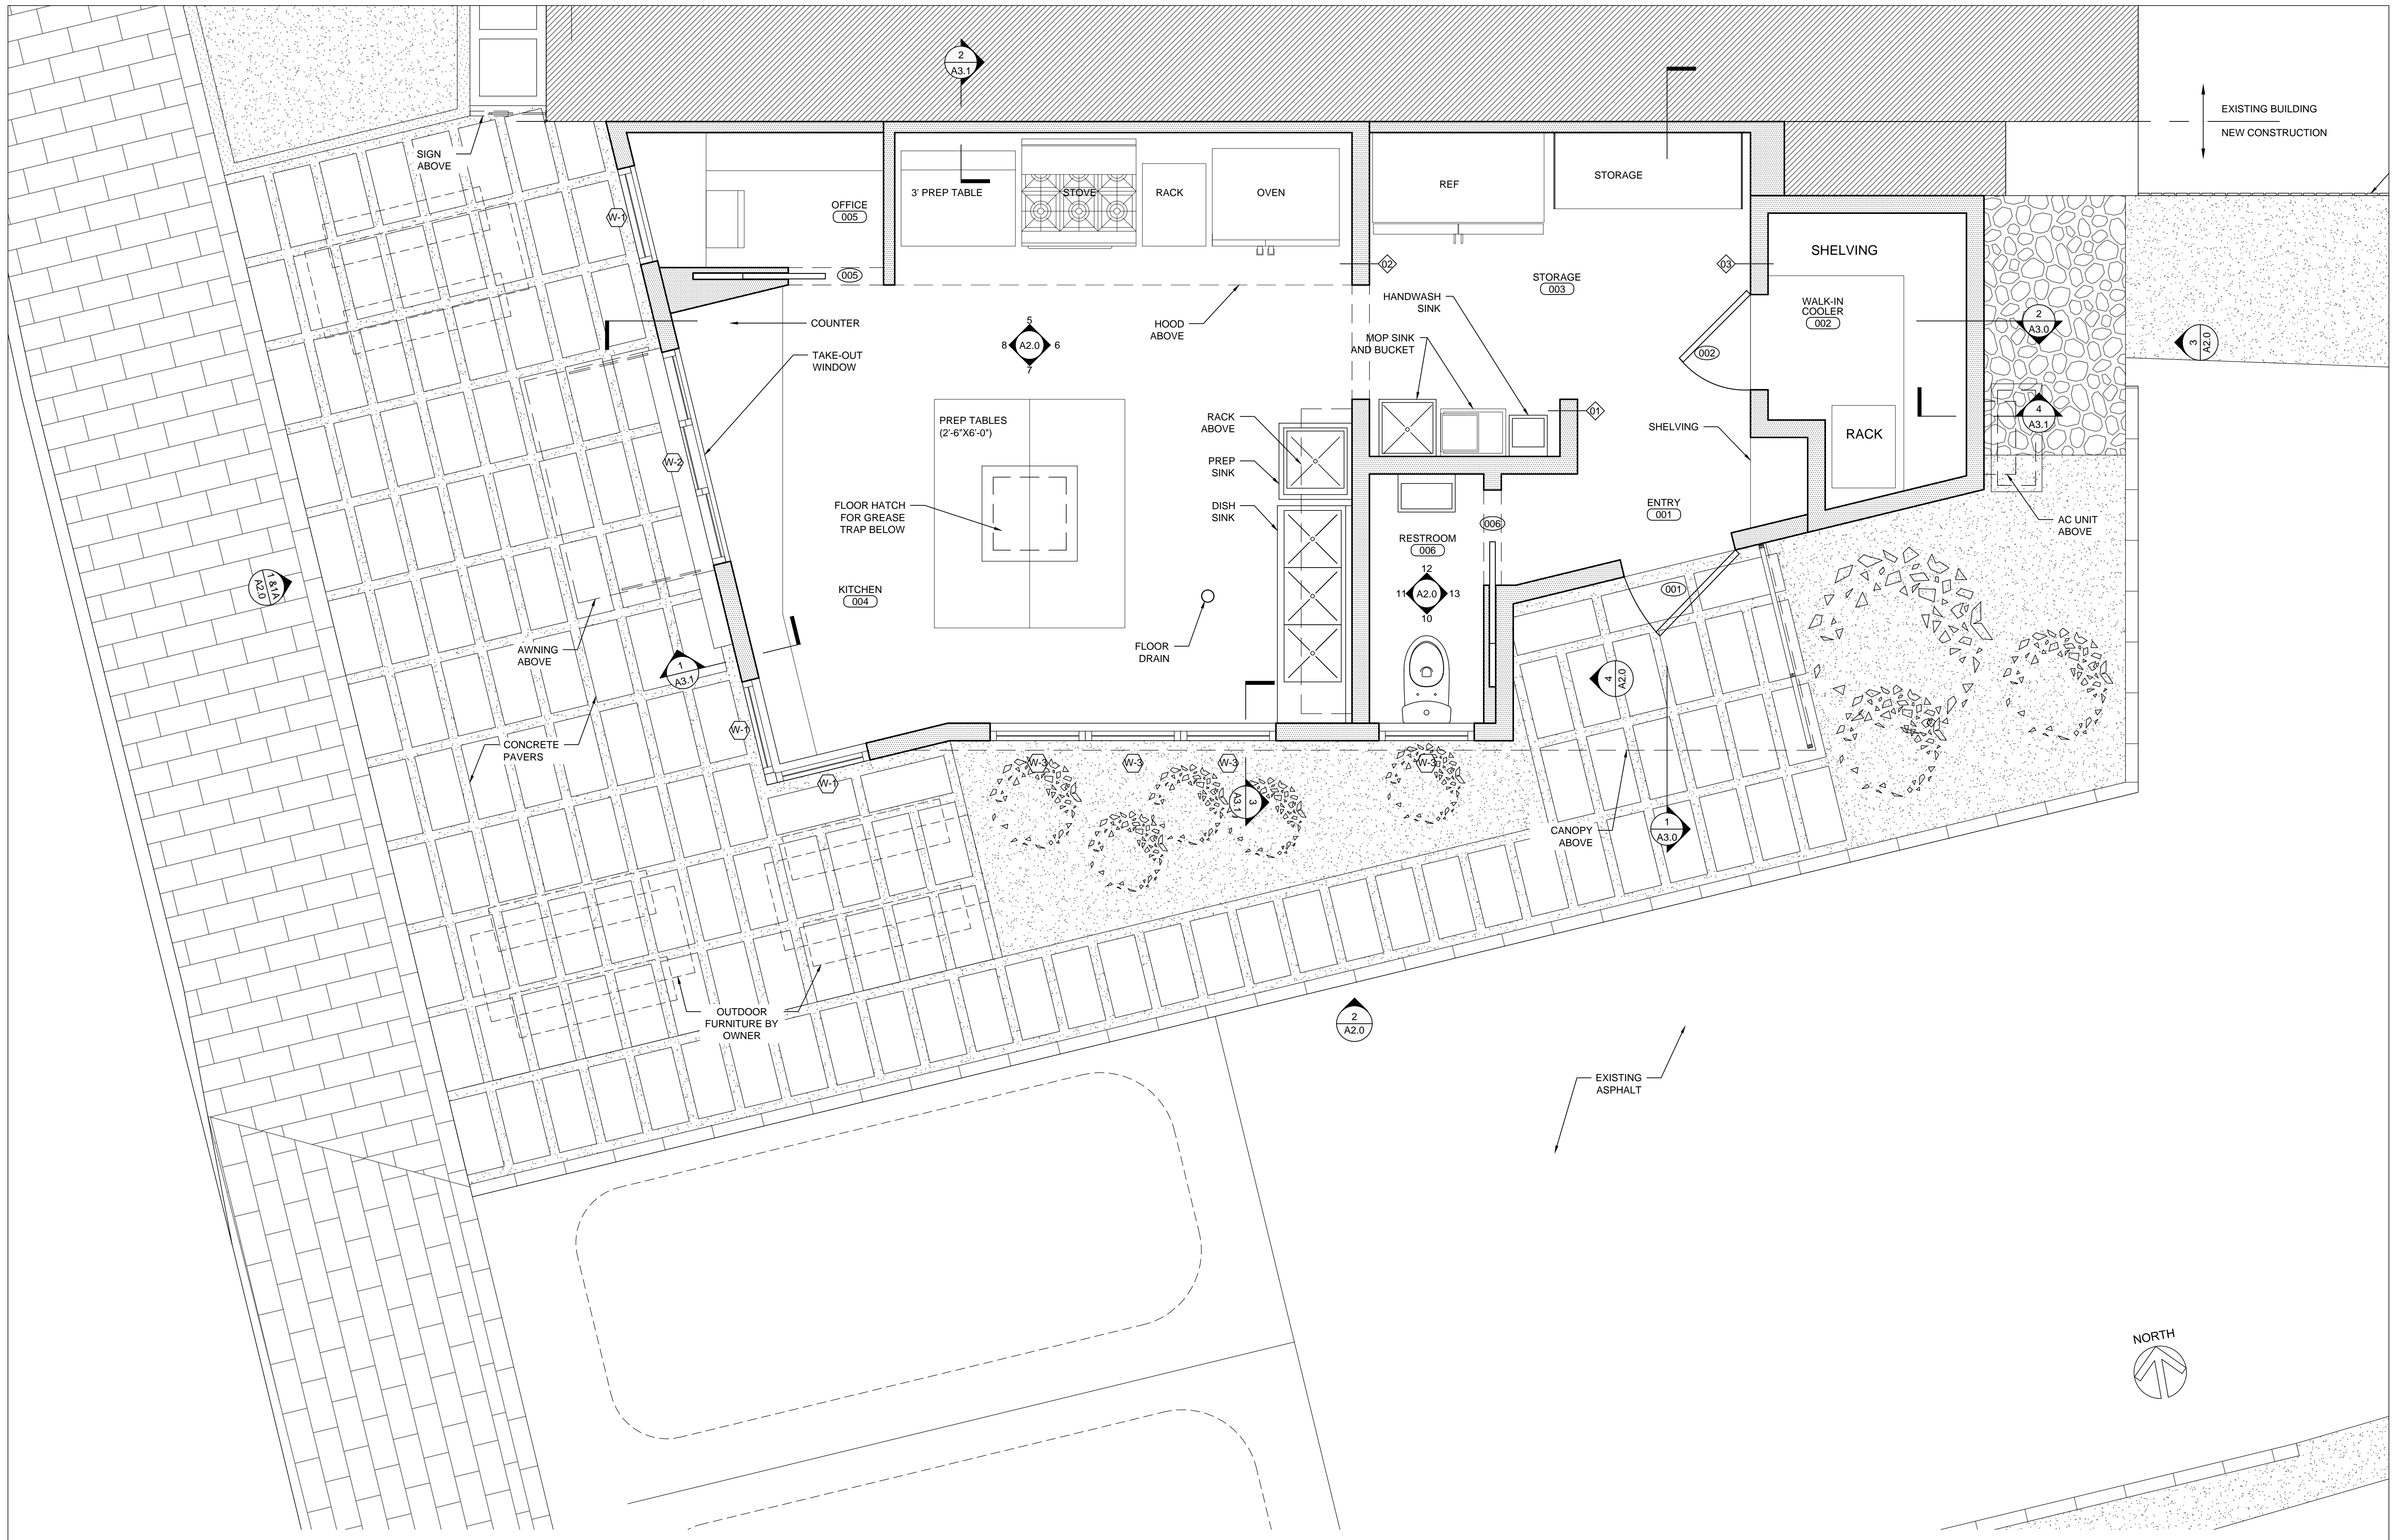 2
A3.1
EXISTING BUILDING
NEW CONSTRUCTION
SIGN
ABOVE
3' PREP TABLE
STOVE
RACK
OVEN
REF
STORAGE
OFFICE
005
W-1
005
02
03
SHELVING
STORAGE
003
HANDWASH
SINK
WALK-IN
COOLER
002
COUNTER
HOOD
ABOVE
5
8
A2.0
6
7
MOP SINK
AND BUCKET
002
2
A3.0
3
A2.0
TAKE-OUT
WINDOW
PREP TABLES
(2'-6"X6'-0")
RACK
ABOVE
01
SHELVING
RACK
4
A3.1
W-2
PREP
SINK
FLOOR HATCH
FOR GREASE
TRAP BELOW
DISH
SINK
ENTRY
001
006
AC UNIT
ABOVE
RESTROOM
006
1 &1A
A2.0
KITCHEN
004
12
11
A2.0
13
10
001
AWNING
ABOVE
FLOOR
DRAIN
1
A3.1
4
A2.0
W-1
CONCRETE
PAVERS
W-1
W-3
W-3
W-3
W-3
3
A3.1
CANOPY
ABOVE
1
A3.0
OUTDOOR
FURNITURE BY
OWNER
2
A2.0
EXISTING
ASPHALT
NORTH